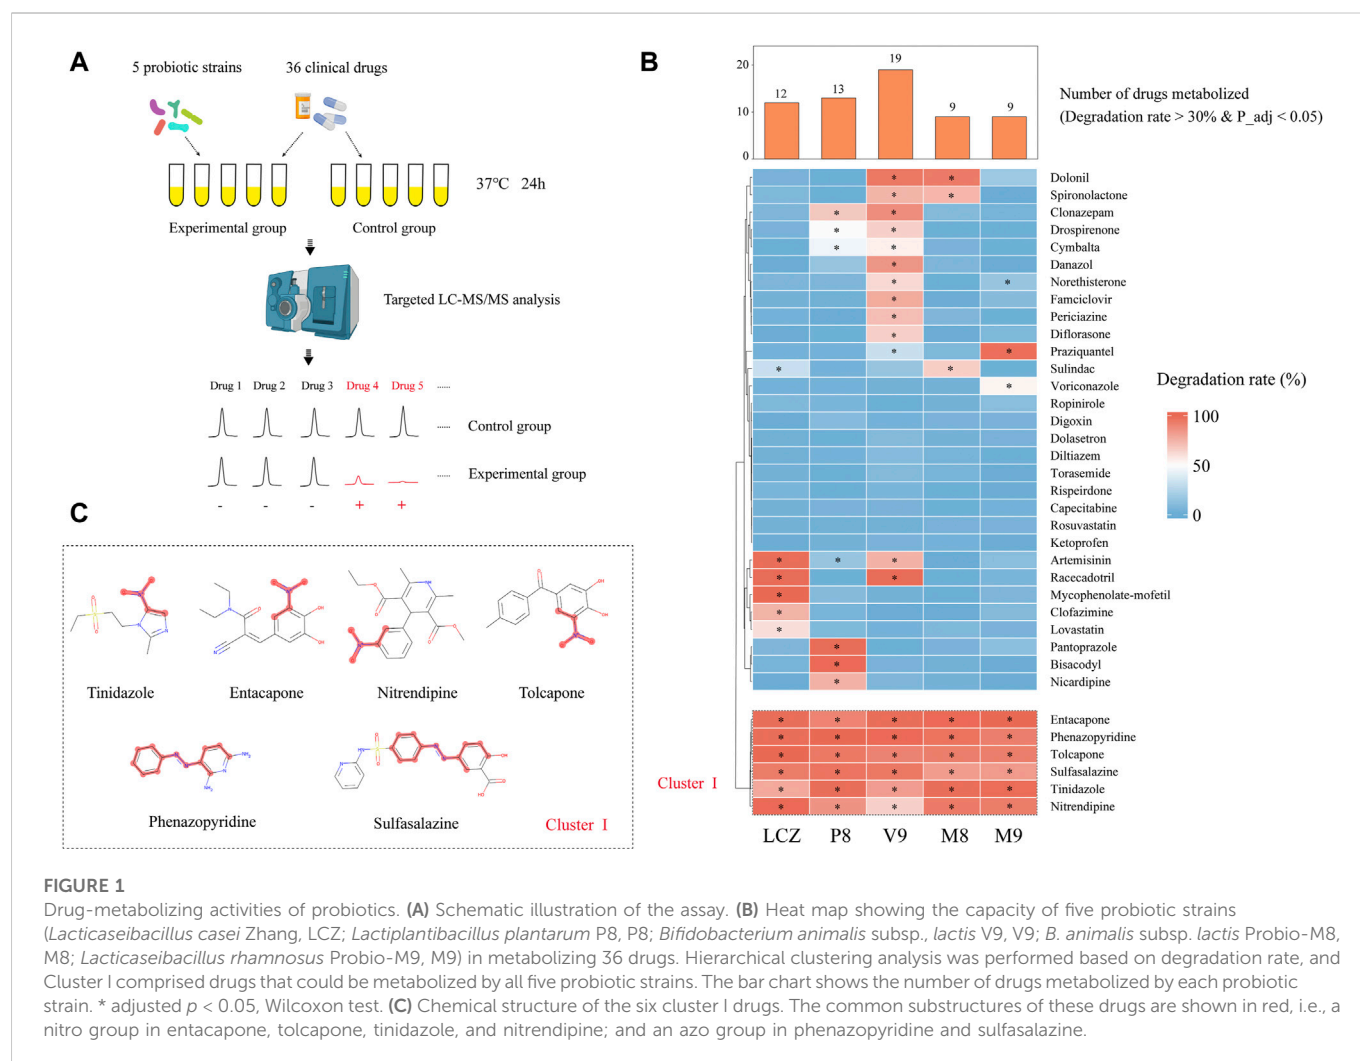 A
5 probiotic strains
36 clinical drugs
37°C 24h
Experimental group
Control group
Targeted LC-MS/MS analysis
Drug 1 Drug 2 Drug 3 Drug 4 Drug 5 ......
...... Control group
...... Experimental group
- - - + +
B
20
10
0
12
13
19
9
9
Number of drugs metabolized
(Degradation rate > 30% & P_adj < 0.05)
Dolonil
* *
Spironolactone
* *
Clonazepam
* *
Drospirenone
* *
Cymbalta
* *
Danazol
*
Norethisterone
* *
Famciclovir
*
Periciazine
*
Diflorasone
*
Praziquantel
* *
Sulindac
* *
Voriconazole
*
Ropinirole
Digoxin
Dolasetron
Diltiazem
Torasemide
Rispeirdone
Capecitabine
Rosuvastatin
Ketoprofen
Artemisinin
* * *
Racecadotril
* *
Mycophenolate-mofetil
*
Clofazimine
*
Lovastatin
*
Pantoprazole
*
Bisacodyl
*
Nicardipine
*
Entacapone
* * * * *
Phenazopyridine
* * * * *
Tolcapone
* * * * *
Sulfasalazine
* * * * *
Tinidazole
* * * * *
Nitrendipine
* * * * *
Cluster I
LCZ P8 V9 M8 M9
Degradation rate (%)
100
50
0
C
Tinidazole
Entacapone
Nitrendipine
Tolcapone
Phenazopyridine
Sulfasalazine
Cluster I
FIGURE 1
Drug-metabolizing activities of probiotics. (A) Schematic illustration of the assay. (B) Heat map showing the capacity of five probiotic strains
(Lacticaseibacillus casei Zhang, LCZ; Lactiplantibacillus plantarum P8, P8; Bifidobacterium animalis subsp., lactis V9, V9; B. animalis subsp. lactis Probio-M8,
M8; Lacticaseibacillus rhamnosus Probio-M9, M9) in metabolizing 36 drugs. Hierarchical clustering analysis was performed based on degradation rate, and
Cluster I comprised drugs that could be metabolized by all five probiotic strains. The bar chart shows the number of drugs metabolized by each probiotic
strain. * adjusted p < 0.05, Wilcoxon test. (C) Chemical structure of the six cluster I drugs. The common substructures of these drugs are shown in red, i.e., a
nitro group in entacapone, tolcapone, tinidazole, and nitrendipine; and an azo group in phenazopyridine and sulfasalazine.